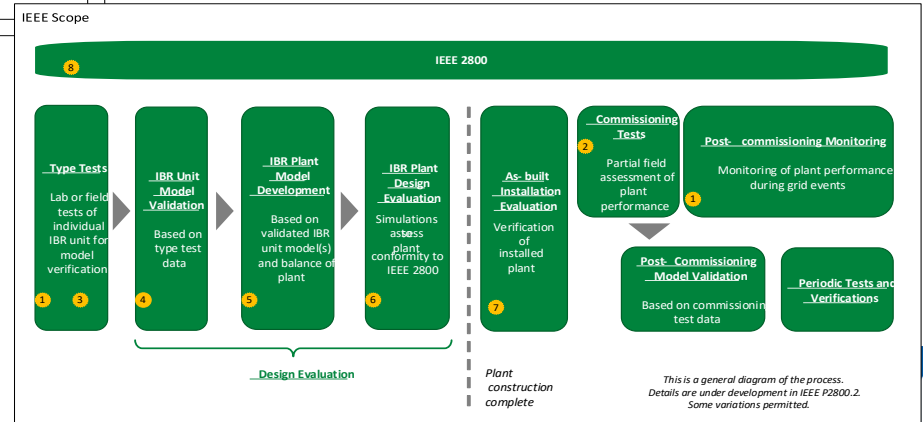 IEEE Scope
IEEE 2800
8
Type Tests
Lab or field
tests of
individual
IBR unit for
model
verification
1
3
IBR Unit
Model
Validation
Based on
type test
data
4
IBR Plant
Model
Development
Based on
validated IBR
unit model(s)
and balance of
plant
5
IBR Plant
Design
Evaluation
Simulations
assess
to
plant
conformity to
IEEE 2800
6
Design Evaluation
Plant
construction
complete
As- built
Installation
Evaluation
Verification
of
installed
plant
7
Commissioning
Tests
2
Partial field
assessment of
plant
performance
Post- commissioning Monitoring
Monitoring of plant performance
during grid events
1
Post- Commissioning
Model Validation
Based on commissionin
test data
Periodic Tests and
Verifications
This is a general diagram of the process.
Details are under development in IEEE P2800.2.
Some variations permitted.